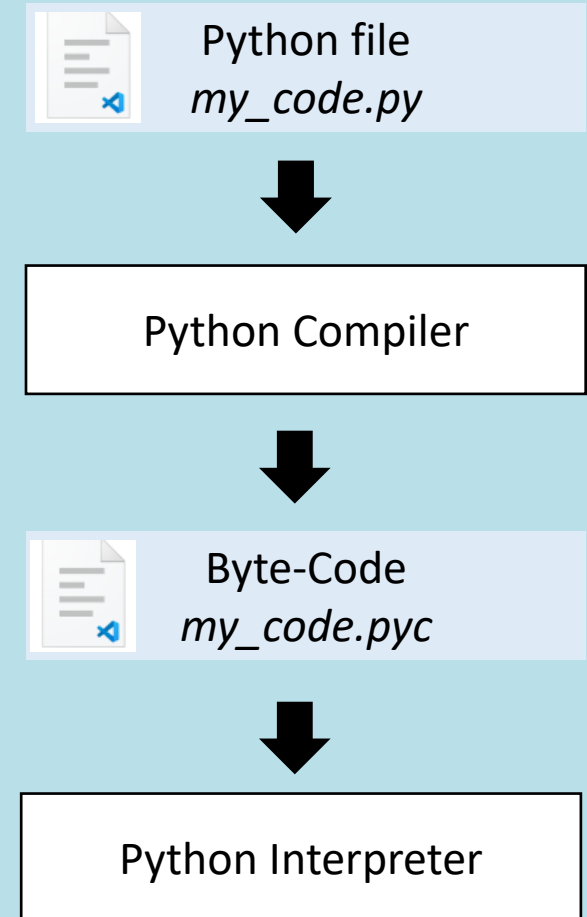 Python file
my_code.py
Python Compiler
Byte-Code
my_code.pyc
Python Interpreter